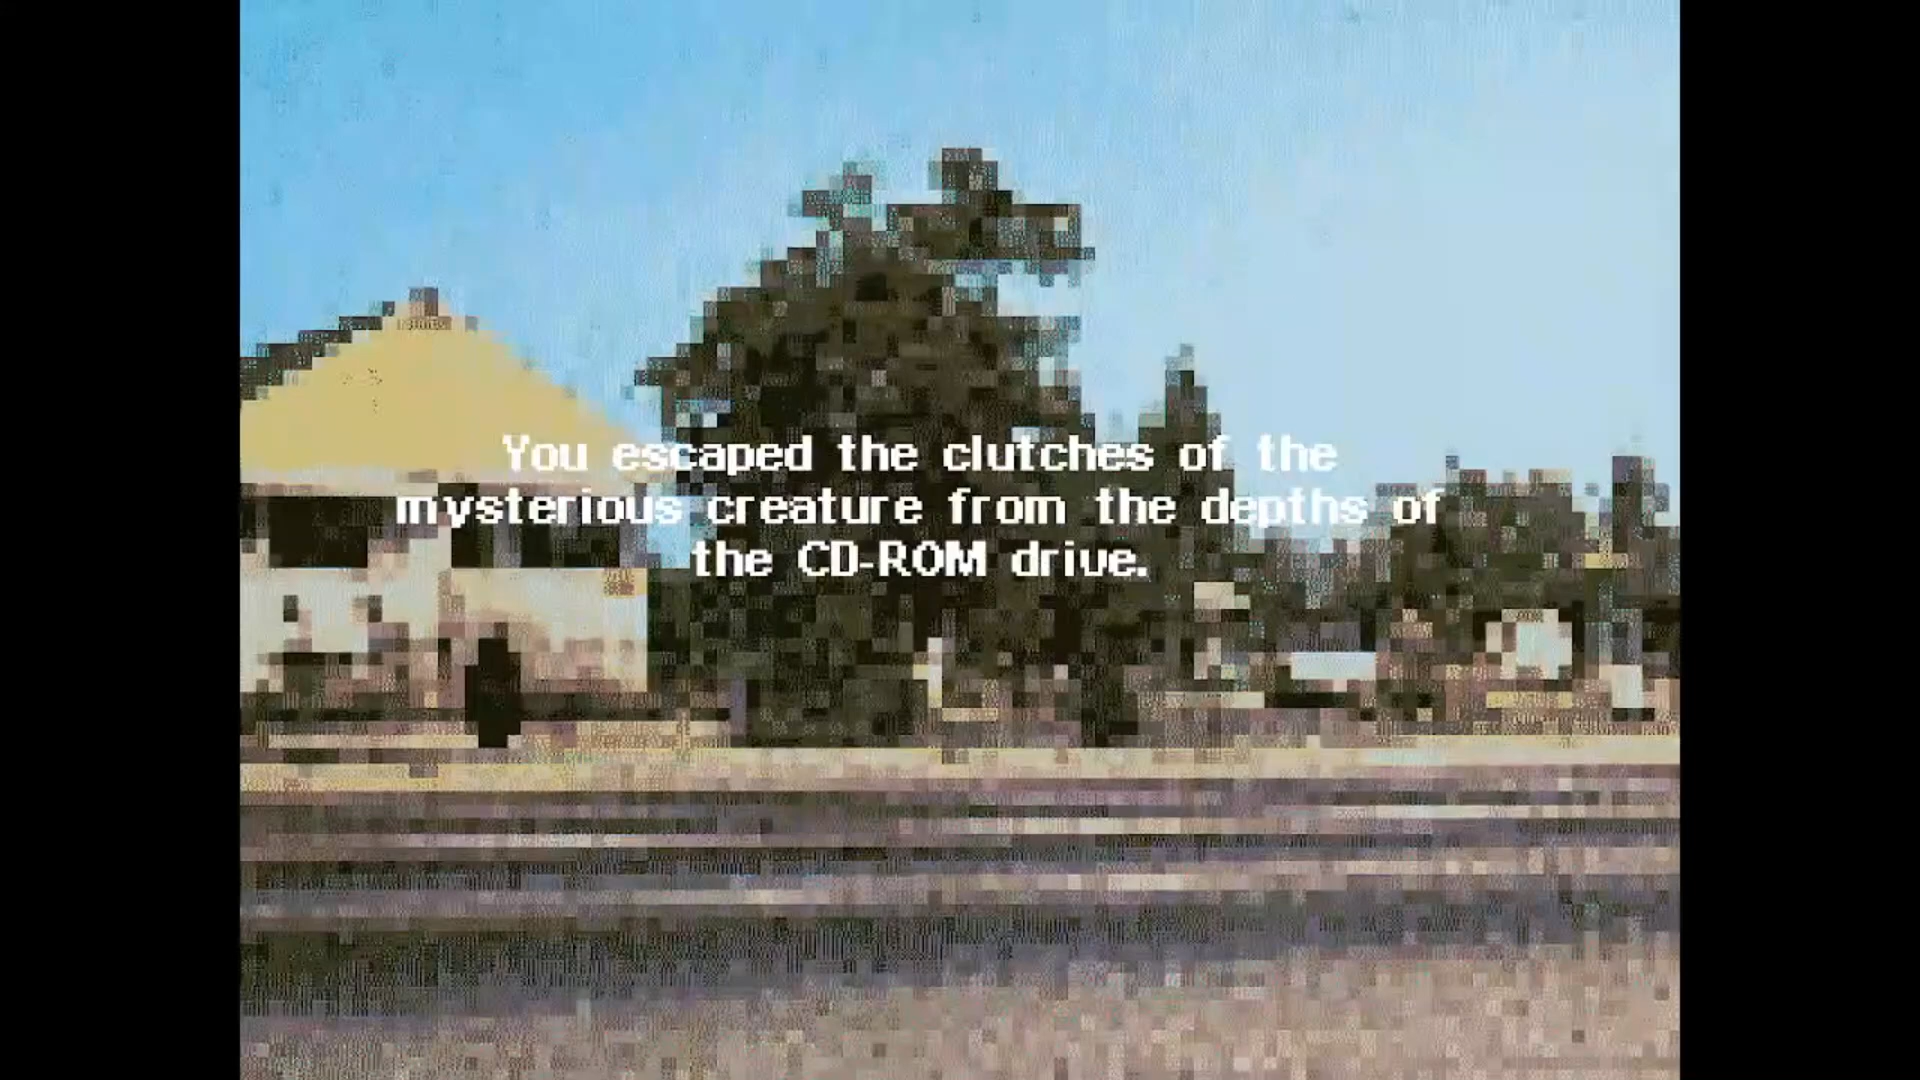 You escaped the clutches of the
mysterious creature from the depths of
the CD-ROM drive.